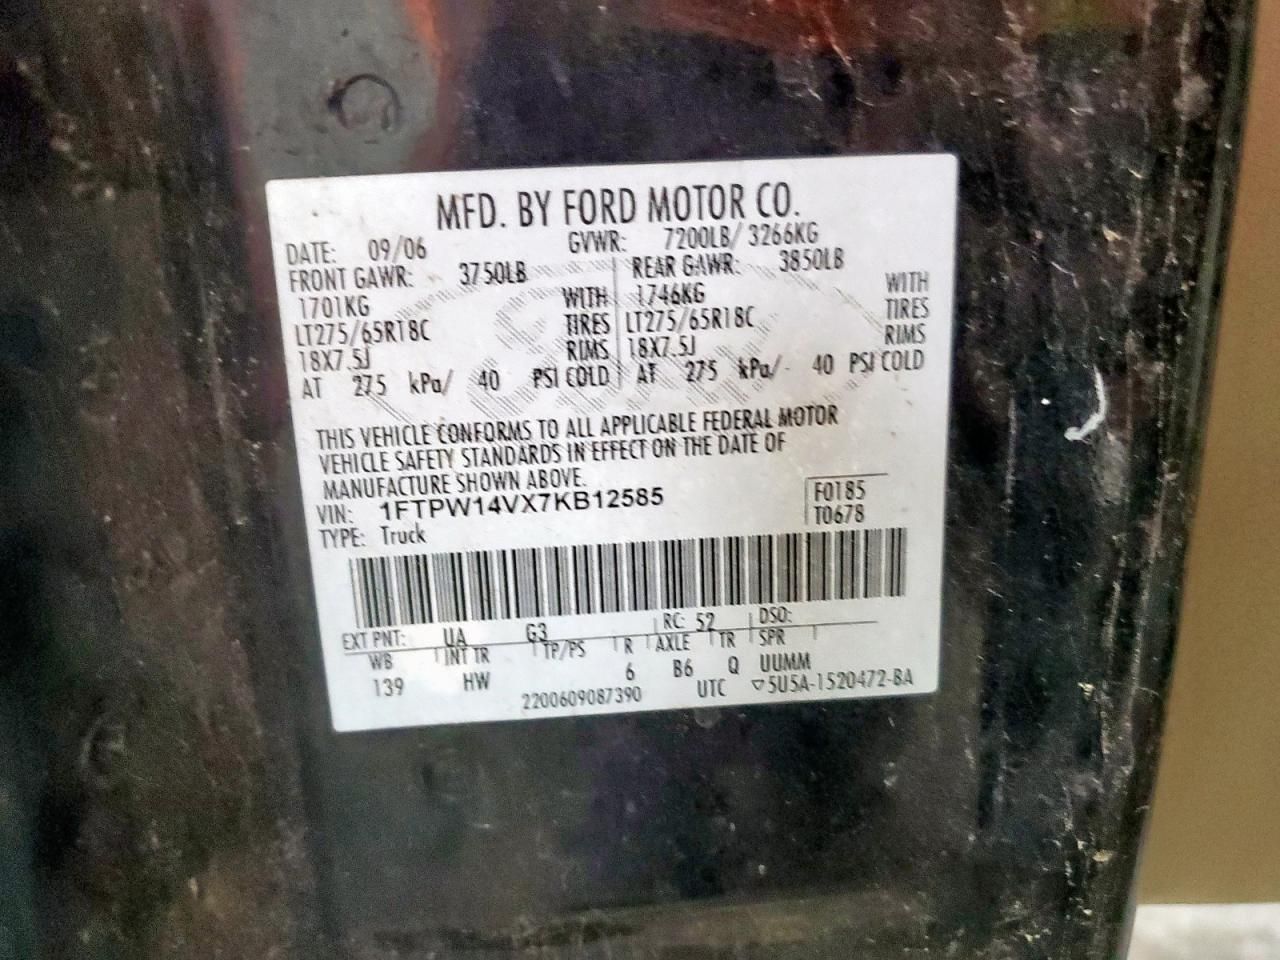 MFD. BY FORD MOTOR CO.
DATE: 09/06 GVWR: 7200LB/ 3266KG
FRONT GAWR: 3750LB REAR GAWR: 3850LB
1701KG WITH 1746KG WITH
LT275/65R18C TIRES LT275/65R18C TIRES
18X7.5J RIMS 18X7.5J RIMS
AT 275 kPa/ 40 PSI COLD AT 275 kPa/ 40 PSI COLD
THIS VEHICLE CONFORMS TO ALL APPLICABLE FEDERAL MOTOR
VEHICLE SAFETY STANDARDS IN EFFECT ON THE DATE OF
MANUFACTURE SHOWN ABOVE.
VIN: 1FTPW14VX7KB12585 F0185
TYPE: Truck T0678
EXT PNT: UA G3 RC: 52 DSO:
WB INT TR TP/PS R AXLE TR SPR
139 HW 6 B6 Q UUMM
2200609087390 UTC ▽5U5A-1520472-BA